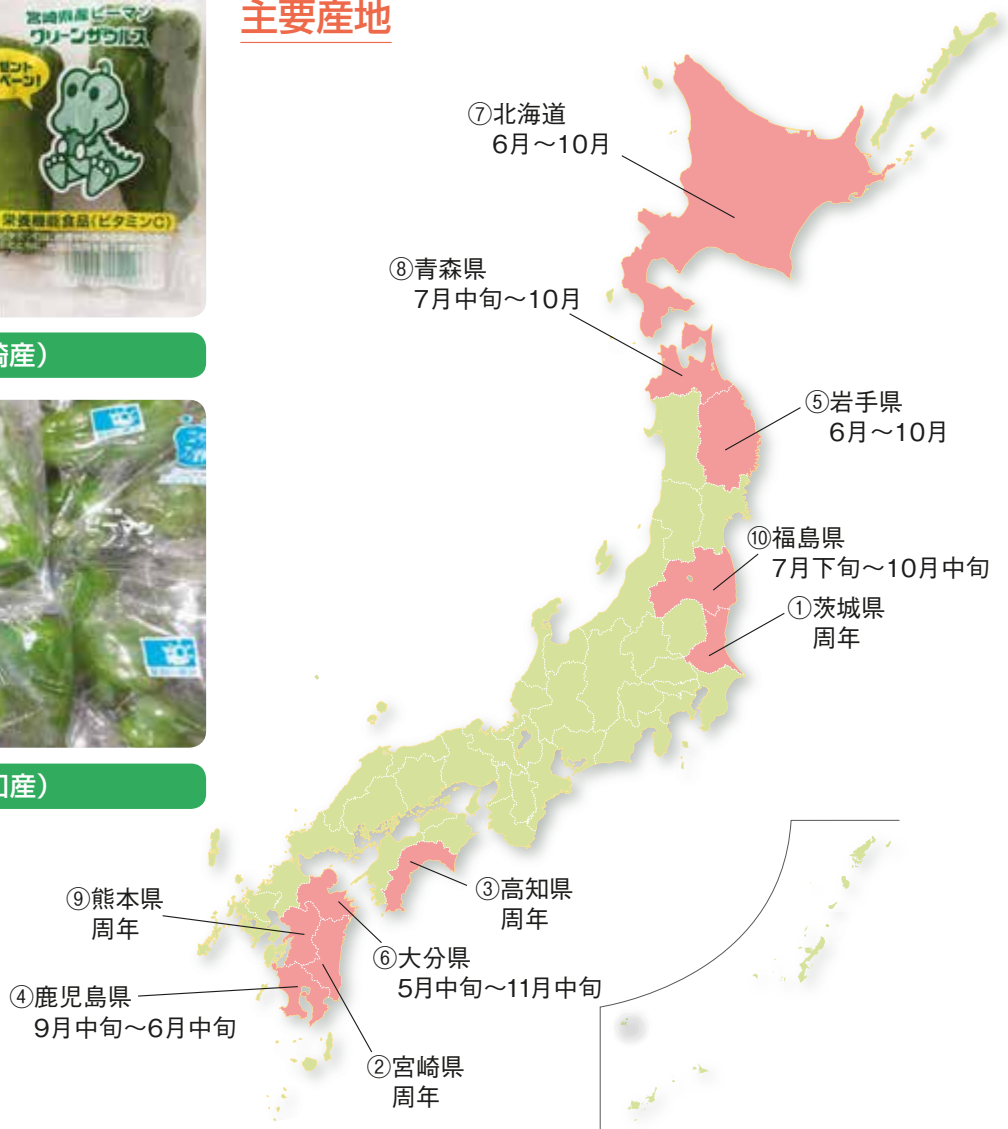 主要産地
宮崎県産ピーマン
グリーンザウルス
ゼント
ペーン!
栄養機能食品(ビタミンC)
崎産)
知産)
⑦北海道
6月～10月
⑧青森県
7月中旬～10月
⑤岩手県
6月～10月
⑩福島県
7月下旬～10月中旬
①茨城県
周年
③高知県
周年
⑨熊本県
周年
⑥大分県
5月中旬～11月中旬
④鹿児島県
9月中旬～6月中旬
②宮崎県
周年